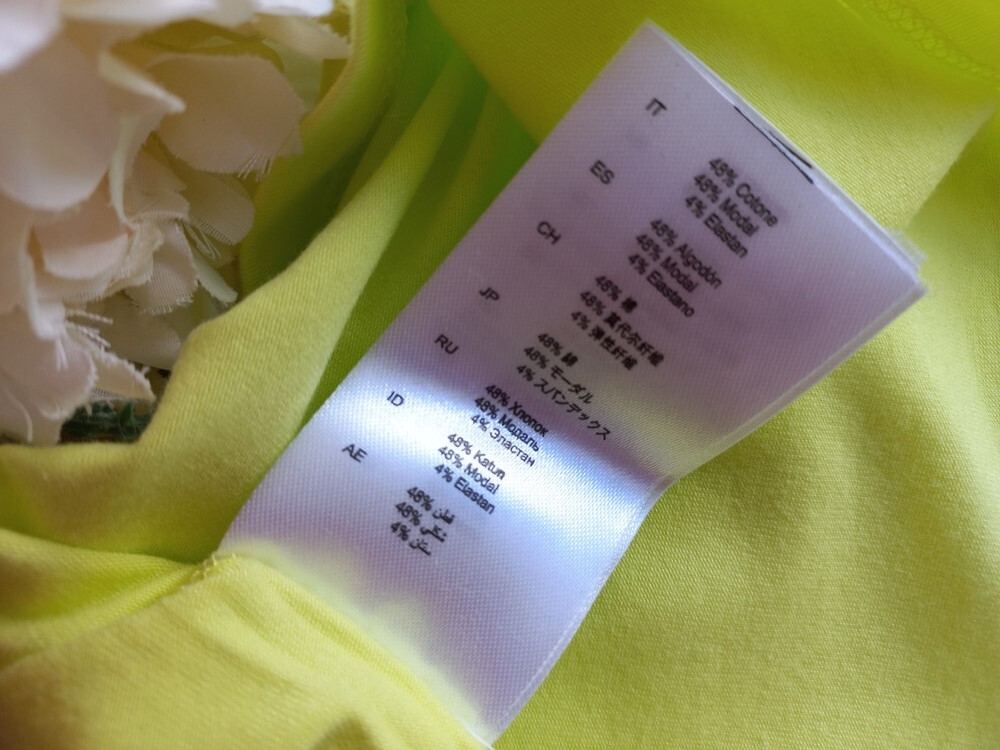 IT
48% Cotone
48% Modal
4% Elastan
ES
48% Algodón
48% Modal
4% Elastano
CH
48% 棉
48% 莫代尔纤维
4% 弹性纤维
JP
48% 綿
48% モーダル
4% スパンデックス
RU
48% Хлопок
48% Модаль
4% Эластан
ID
48% Katun
48% Modal
4% Elastan
AE
48% قطن
48%
4%